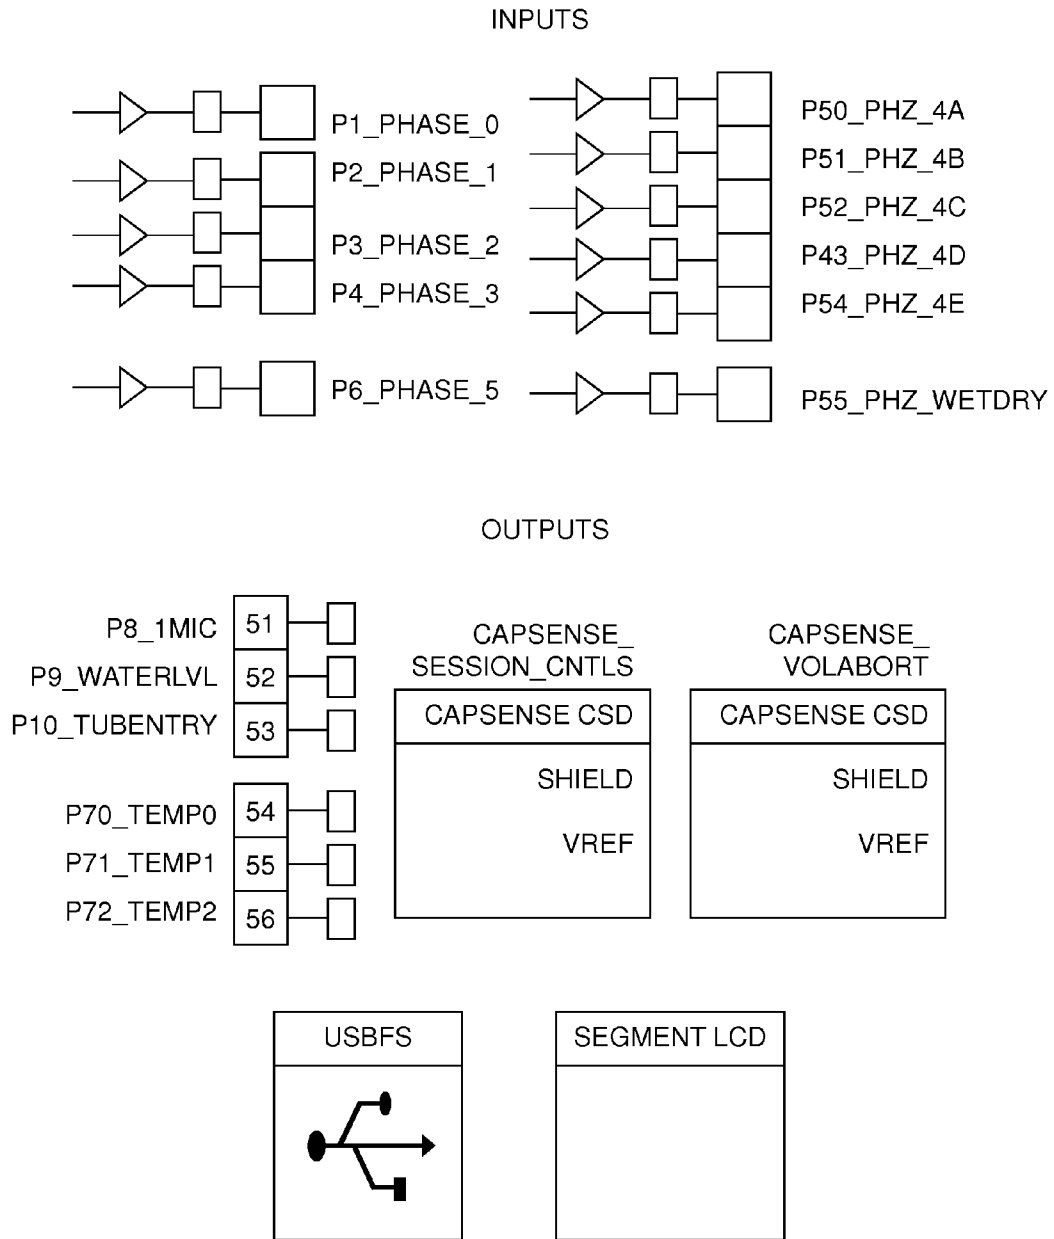 INPUTS
P1_PHASE_0
P2_PHASE_1
P3_PHASE_2
P4_PHASE_3
P6_PHASE_5
P50_PHZ_4A
P51_PHZ_4B
P52_PHZ_4C
P43_PHZ_4D
P54_PHZ_4E
P55_PHZ_WETDRY
OUTPUTS
P8_1MIC 51
P9_WATERLVL 52
P10_TUBENTRY 53
P70_TEMP0 54
P71_TEMP1 55
P72_TEMP2 56
CAPSENSE_
SESSION_CNTLS
CAPSENSE CSD
SHIELD
VREF
CAPSENSE_
VOLABORT
CAPSENSE CSD
SHIELD
VREF
USBFS
SEGMENT LCD